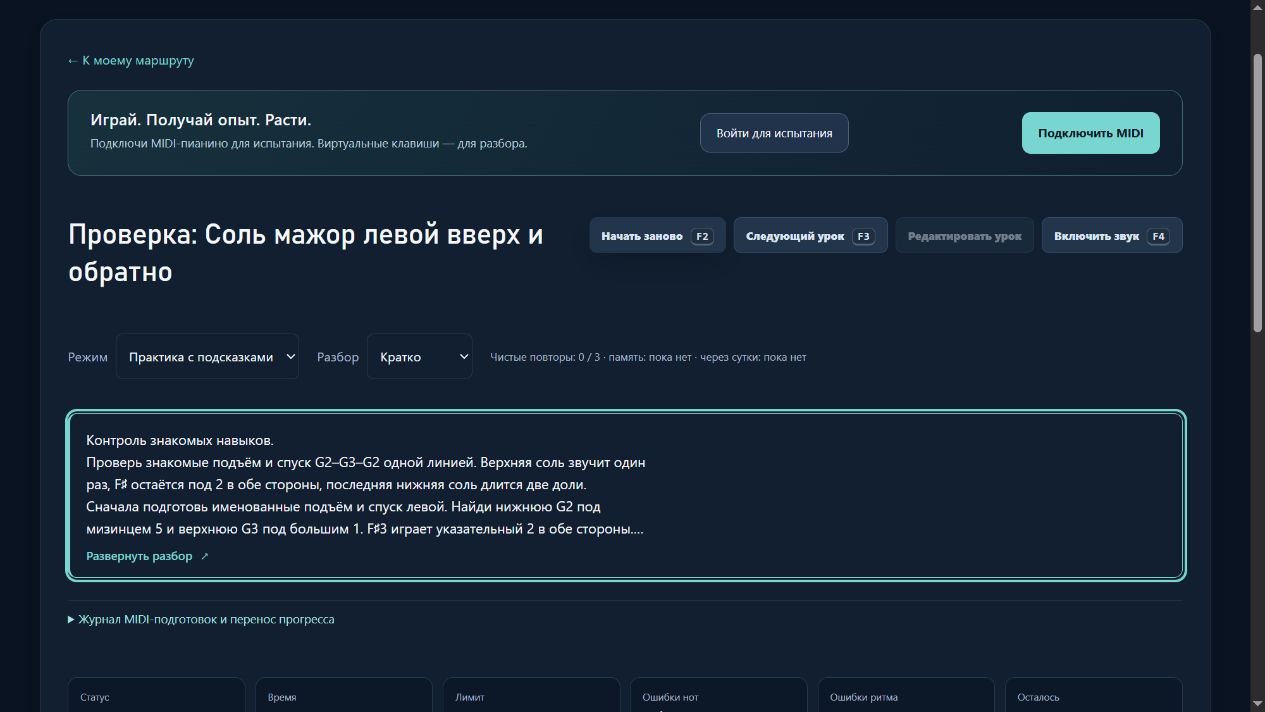 ← К моему маршруту
Играй. Получай опыт. Расти.
Подключи MIDI-пианино для испытания. Виртуальные клавиши — для разбора.
Войти для испытания
Подключить MIDI
Проверка: Соль мажор левой вверх и
обратно
Начать заново F2
Следующий урок F3
Редактировать урок
Включить звук F4
Режим
Практика с подсказками
Разбор
Кратко
Чистые повторы: 0 / 3 · память: пока нет · через сутки: пока нет
Контроль знакомых навыков.
Проверь знакомые подъём и спуск G2–G3–G2 одной линией. Верхняя соль звучит один
раз, F♯ остаётся под 2 в обе стороны, последняя нижняя соль длится две доли.
Сначала подготовь именованные подъём и спуск левой. Найди нижнюю G2 под
мизинцем 5 и верхнюю G3 под большим 1. F♯3 играет указательный 2 в обе стороны....
Развернуть разбор ↗
▶ Журнал MIDI-подготовок и перенос прогресса
Статус
Время
Лимит
Ошибки нот
Ошибки ритма
Осталось